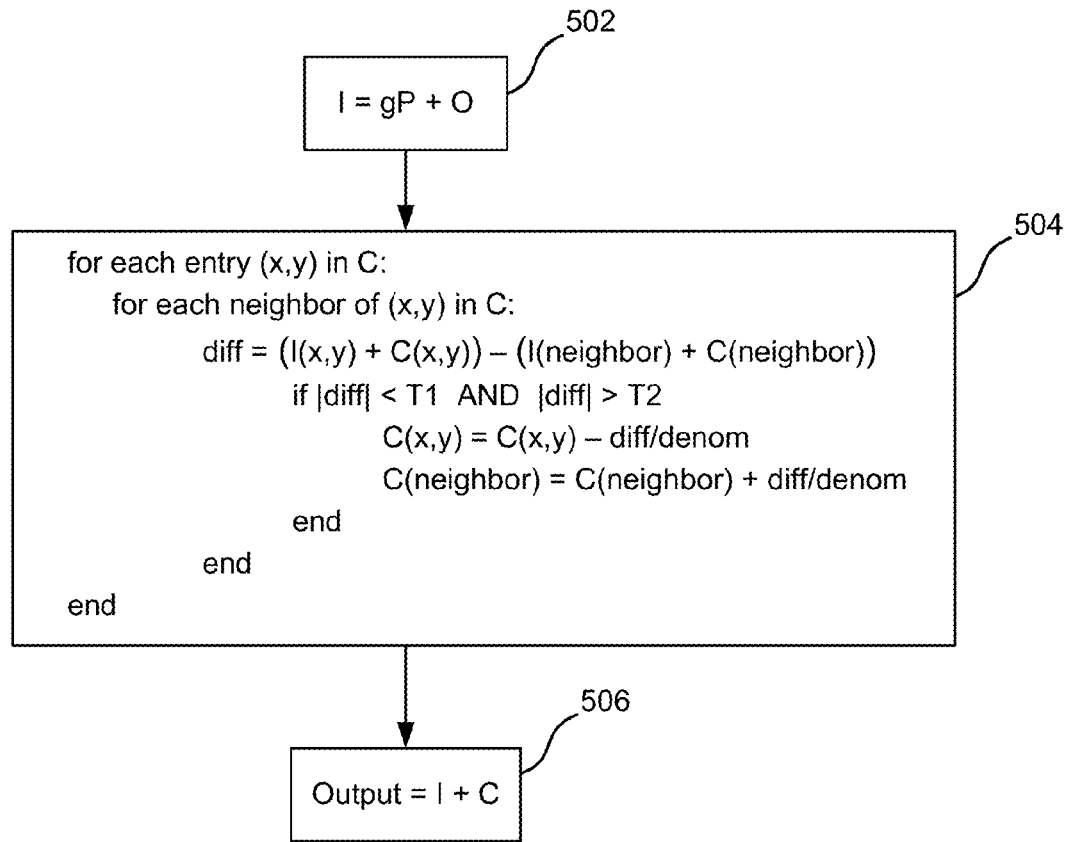 502
I = gP + O
504
for each entry (x,y) in C:
for each neighbor of (x,y) in C:
diff = (I(x,y) + C(x,y)) – (I(neighbor) + C(neighbor))
if |diff| < T1 AND |diff| > T2
C(x,y) = C(x,y) – diff/denom
C(neighbor) = C(neighbor) + diff/denom
end
end
end
506
Output = I + C